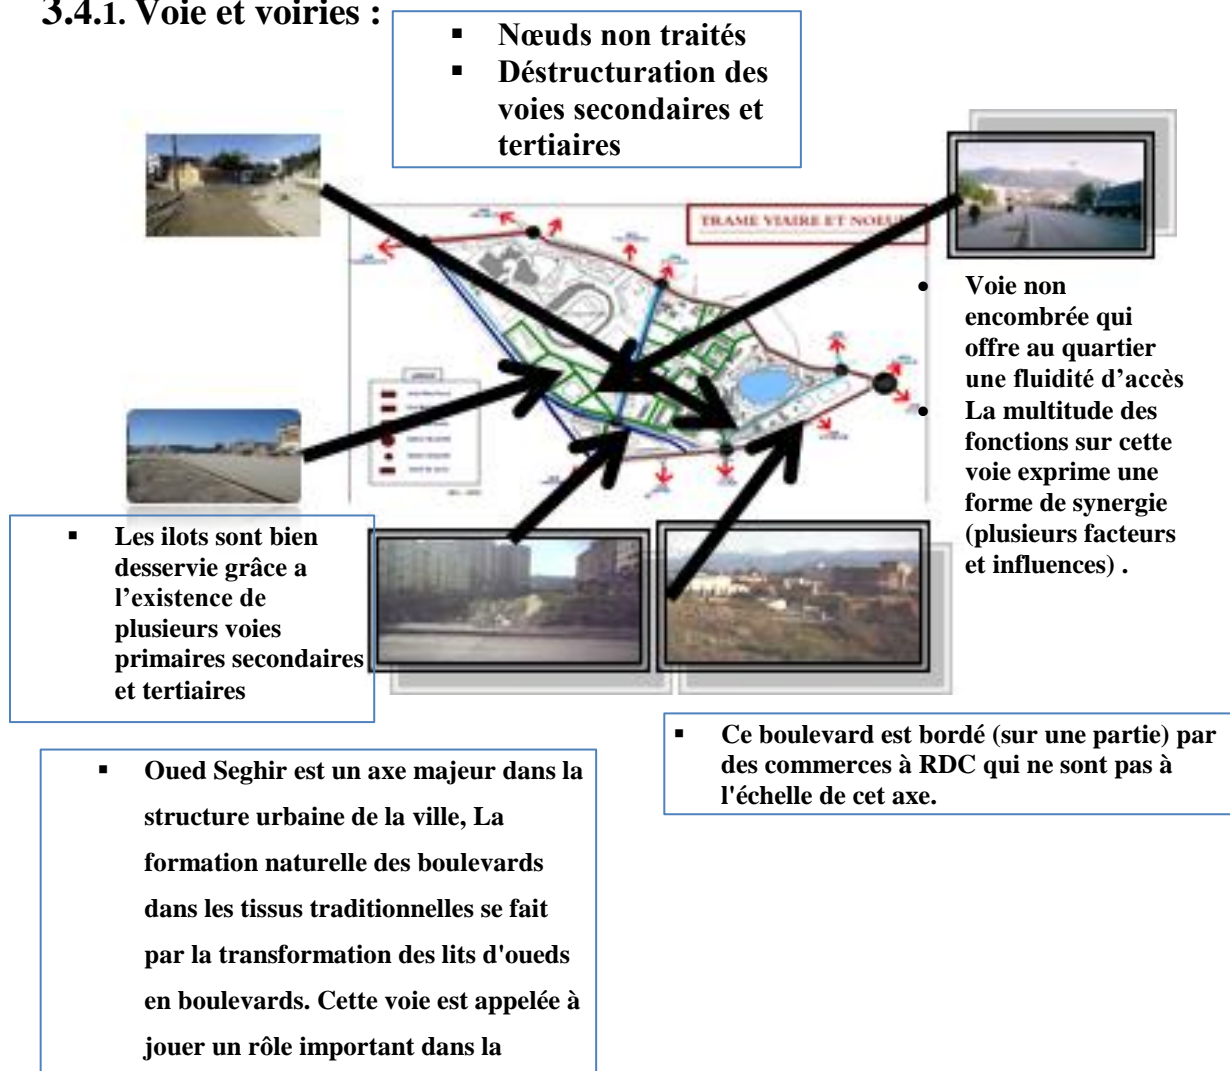 3.4.1. Voie et voiries :
▪ Nœuds non traités
▪ Déstructuration des
voies secondaires et
tertiaires
TRAME VIAIRE ET
• Voie non
encombrée qui
offre au quartier
une fluidité d’accès
• La multitude des
fonctions sur cette
voie exprime une
forme de synergie
(plusieurs facteurs
et influences) .
▪ Les ilots sont bien
desservie grâce a
l’existence de
plusieurs voies
primaires secondaires
et tertiaires
▪ Ce boulevard est bordé (sur une partie) par
des commerces à RDC qui ne sont pas à
l'échelle de cet axe.
▪ Oued Seghir est un axe majeur dans la
structure urbaine de la ville, La
formation naturelle des boulevards
dans les tissus traditionnelles se fait
par la transformation des lits d'oueds
en boulevards. Cette voie est appelée à
jouer un rôle important dans la